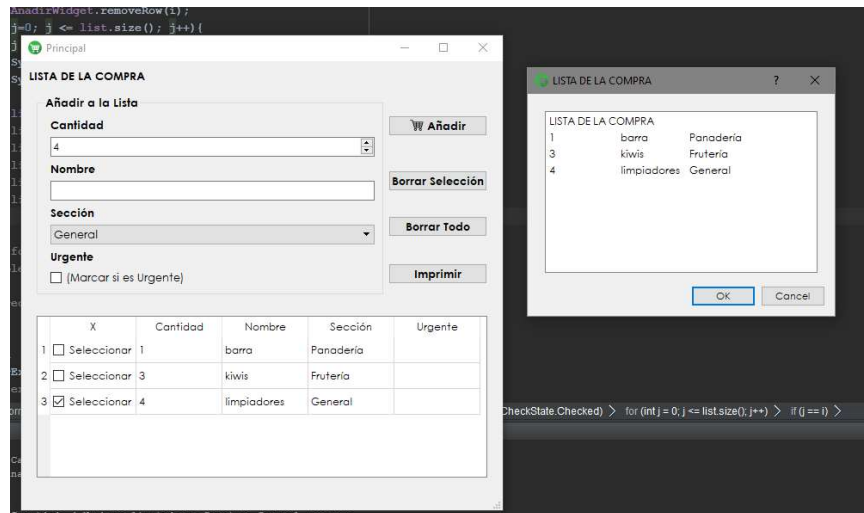 AnadirWidget.removeRow(i);
j=0; j <= list.size(); j++){
Principal
LISTA DE LA COMPRA
Añadir a la Lista
Cantidad
4
Nombre
Sección
General
Urgente
(Marcar si es Urgente)
Añadir
Borrar Selección
Borrar Todo
Imprimir
X Cantidad Nombre Sección Urgente
1 Seleccionar 1 barra Panadería
2 Seleccionar 3 kiwis Frutería
3 Seleccionar 4 limpiadores General
LISTA DE LA COMPRA ?
LISTA DE LA COMPRA
1 barra Panadería
3 kiwis Frutería
4 limpiadores General
OK Cancel
CheckState.Checked) > for (int j = 0; j <= list.size(); j++) > if (j == i) >